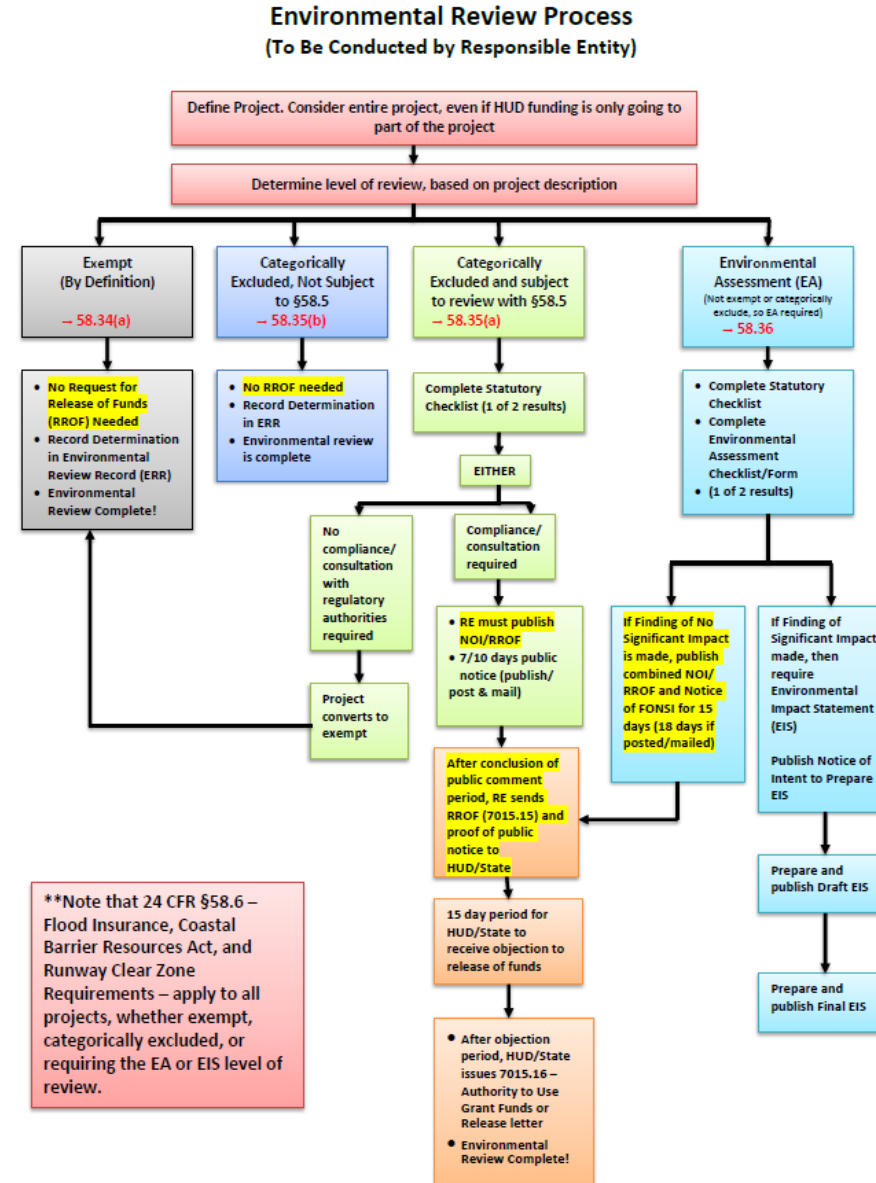 Environmental Review Process
(To Be Conducted by Responsible Entity)
Define Project. Consider entire project, even if HUD funding is only going to
part of the project
Determine level of review, based on project description
Exempt
(By Definition)
→ 58.34(a)
Categorically
Excluded, Not Subject
to §58.5
→ 58.35(b)
Categorically
Excluded and subject
to review with §58.5
→ 58.35(a)
Environmental
Assessment (EA)
(Not exempt or categorically
exclude, so EA required)
→ 58.36
• No Request for
Release of Funds
(RROF) Needed
• Record Determination
in Environmental
Review Record (ERR)
• Environmental
Review Complete!
• No RROF needed
• Record Determination
in ERR
• Environmental review
is complete
Complete Statutory
Checklist (1 of 2 results)
• Complete Statutory
Checklist
• Complete
Environmental
Assessment
Checklist/Form
• (1 of 2 results)
EITHER
No
compliance/
consultation
with
regulatory
authorities
required
Compliance/
consultation
required
• RE must publish
NOI/RROF
• 7/10 days public
notice (publish/
post & mail)
If Finding of No
Significant Impact
is made, publish
combined NOI/
RROF and Notice
of FONSI for 15
days (18 days if
posted/mailed)
If Finding of
Significant Impact
made, then
require
Environmental
Impact Statement
(EIS)
Publish Notice of
Intent to Prepare
EIS
Project
converts to
exempt
After conclusion of
public comment
period, RE sends
RROF (7015.15) and
proof of public
notice to
HUD/State
Prepare and
publish Draft EIS
**Note that 24 CFR §58.6 –
Flood Insurance, Coastal
Barrier Resources Act, and
Runway Clear Zone
Requirements – apply to all
projects, whether exempt,
categorically excluded, or
requiring the EA or EIS level of
review.
15 day period for
HUD/State to
receive objection to
release of funds
Prepare and
publish Final EIS
• After objection
period, HUD/State
issues 7015.16 –
Authority to Use
Grant Funds or
Release letter
• Environmental
Review Complete!